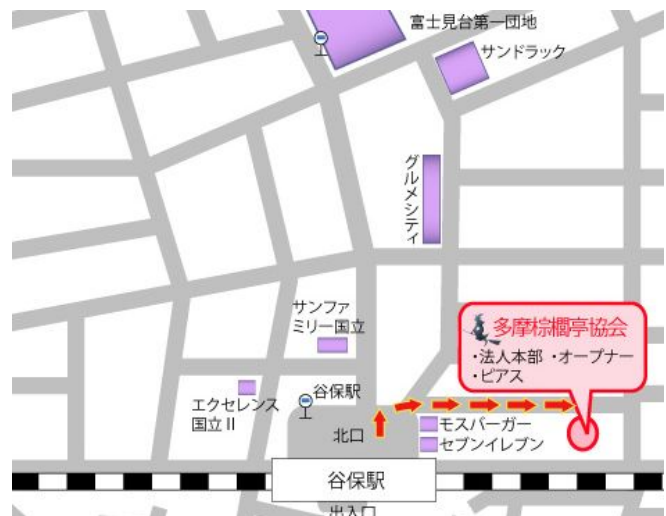 富士見台第一団地
サンドラック
グルメシティ
サンファ
ミリー国立
多摩棕櫚亭協会
・法人本部 ・オープナー
・ピアス
エクセレンス
国立Ⅱ
谷保駅
北口
モスバーガー
セブンイレブン
谷保駅
出入口